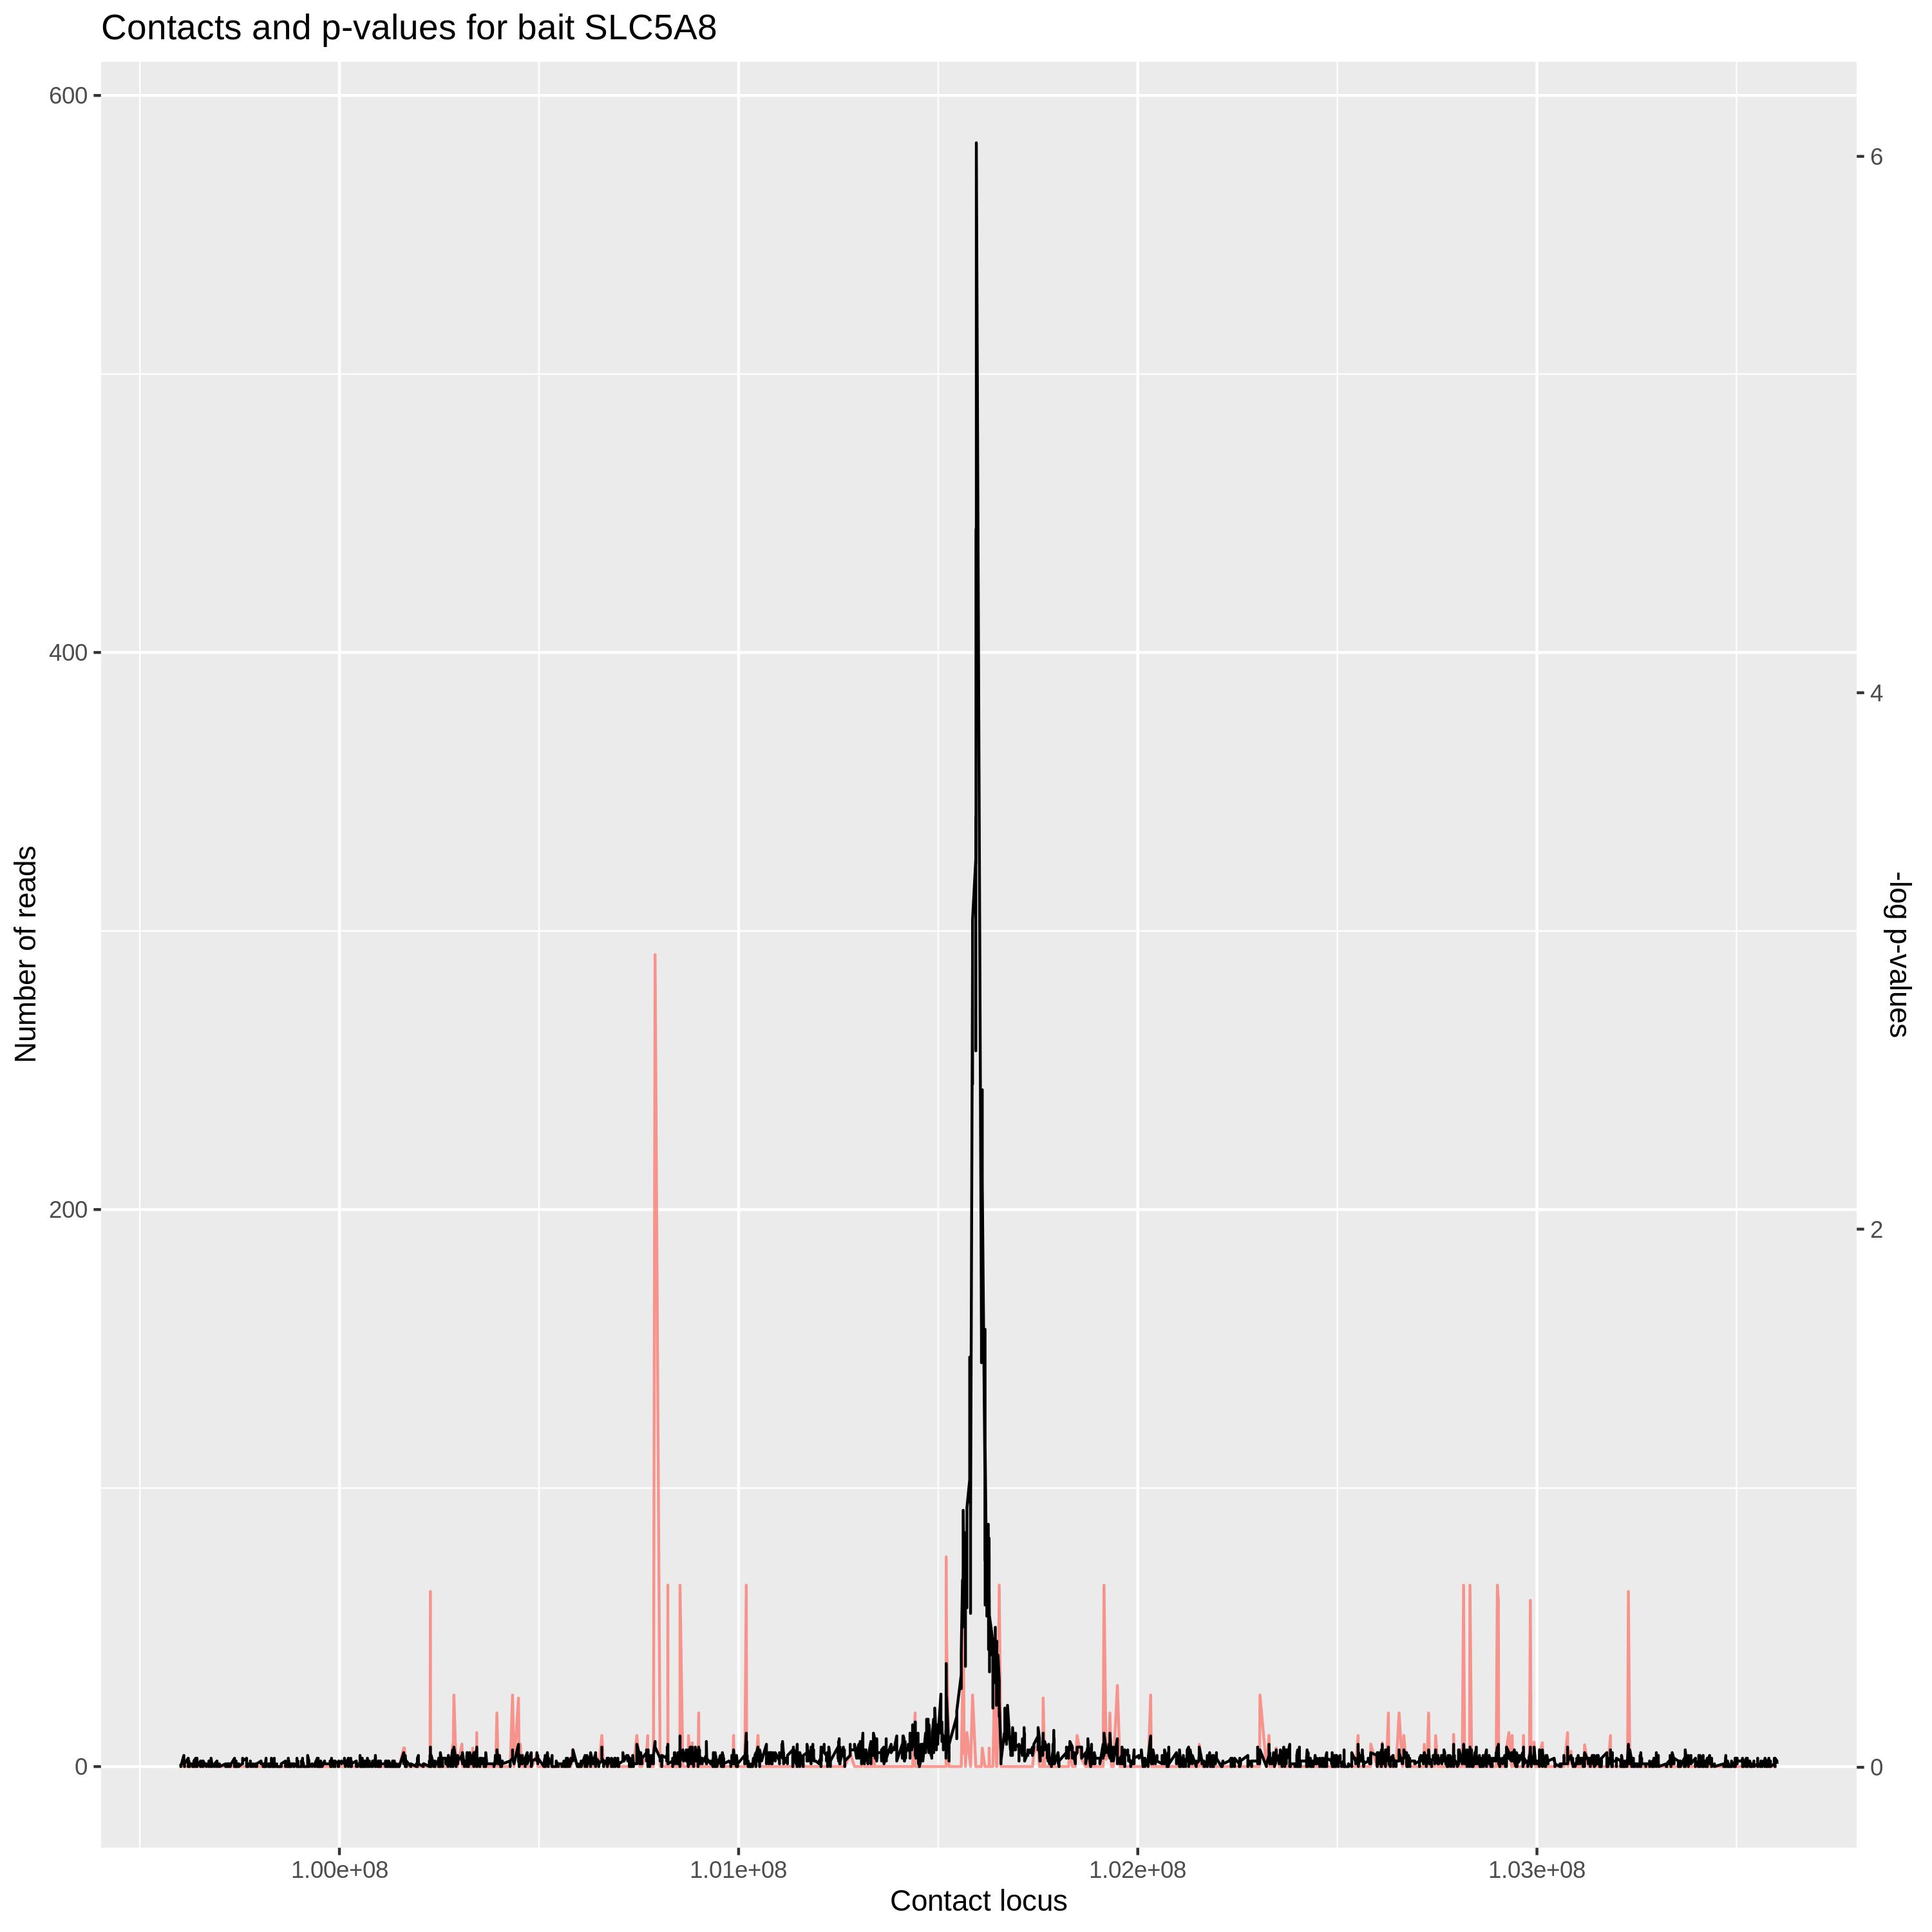 Contacts and p-values for bait SLC5A8
600
400
200
0
Number of reads
6
4
2
0
-log p-values
1.00e+08
1.01e+08
1.02e+08
1.03e+08
Contact locus